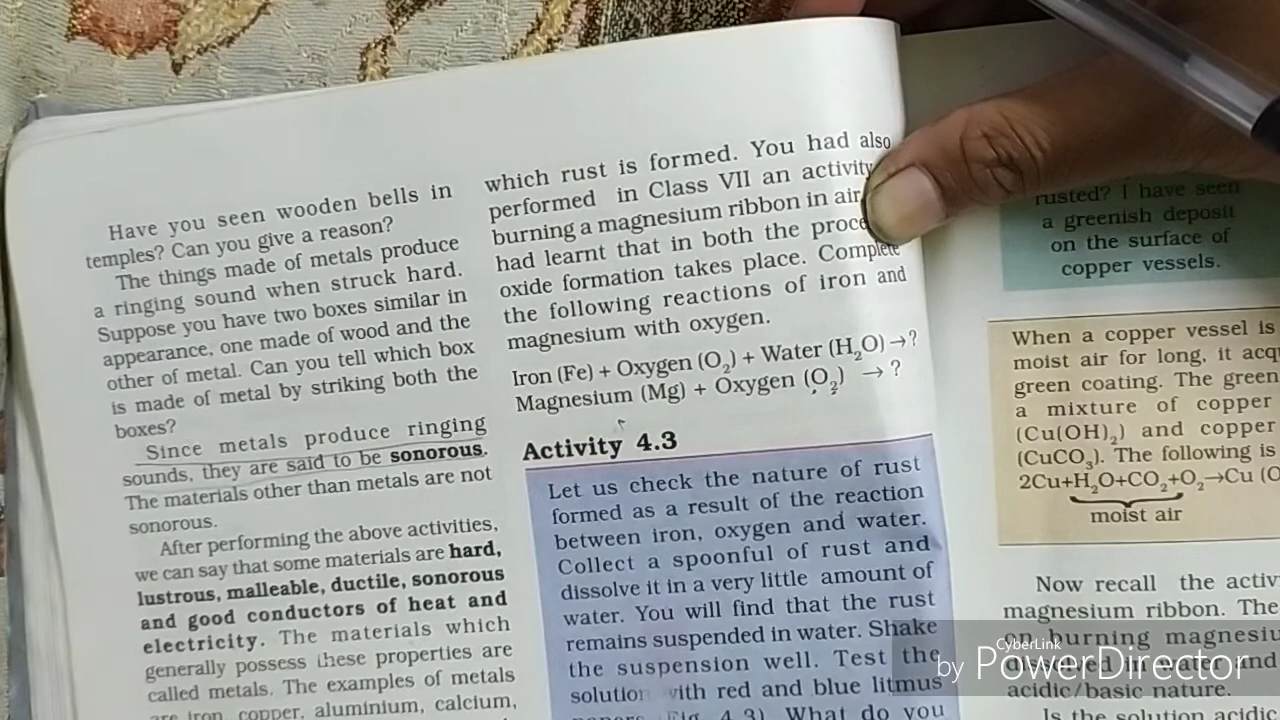 Have you seen wooden bells in
temples? Can you give a reason?
The things made of metals produce
a ringing sound when struck hard.
Suppose you have two boxes similar in
appearance, one made of wood and the
other of metal. Can you tell which box
is made of metal by striking both the
boxes?
Since metals produce ringing
sounds, they are said to be sonorous.
The materials other than metals are not
sonorous.
After performing the above activities,
we can say that some materials are hard,
lustrous, malleable, ductile, sonorous
and good conductors of heat and
electricity. The materials which
generally possess these properties are
called metals. The examples of metals
are iron, copper, aluminium, calcium,
which rust is formed. You had also
performed in Class VII an activity
burning a magnesium ribbon in air.
had learnt that in both the
oxide formation takes place. Complete
the following reactions of iron and
magnesium with oxygen.
Iron (Fe) + Oxygen (O₂) + Water (H₂O) →?
Magnesium (Mg) + Oxygen (O₂) → ?
Activity 4.3
Let us check the nature of rust
formed as a result of the reaction
between iron, oxygen and water.
Collect a spoonful of rust and
dissolve it in a very little amount of
water. You will find that the rust
remains suspended in water. Shake
the suspension well. Test the
solution with red and blue litmus
papers (Fig. 4.3). What do you
rusted? I have seen
a greenish deposit
on the surface of
copper vessels.
When a copper vessel is
moist air for long, it
green coating. The green
a mixture of copper
(Cu(OH)₂) and copper
(CuCO₃). The following is
2Cu+H₂O+CO₂+O₂→Cu (O
moist air
Now recall the
magnesium ribbon. The
burning
in water and
acidic/basic nature.
Is the solution acidic
CyberLink
by PowerDirector